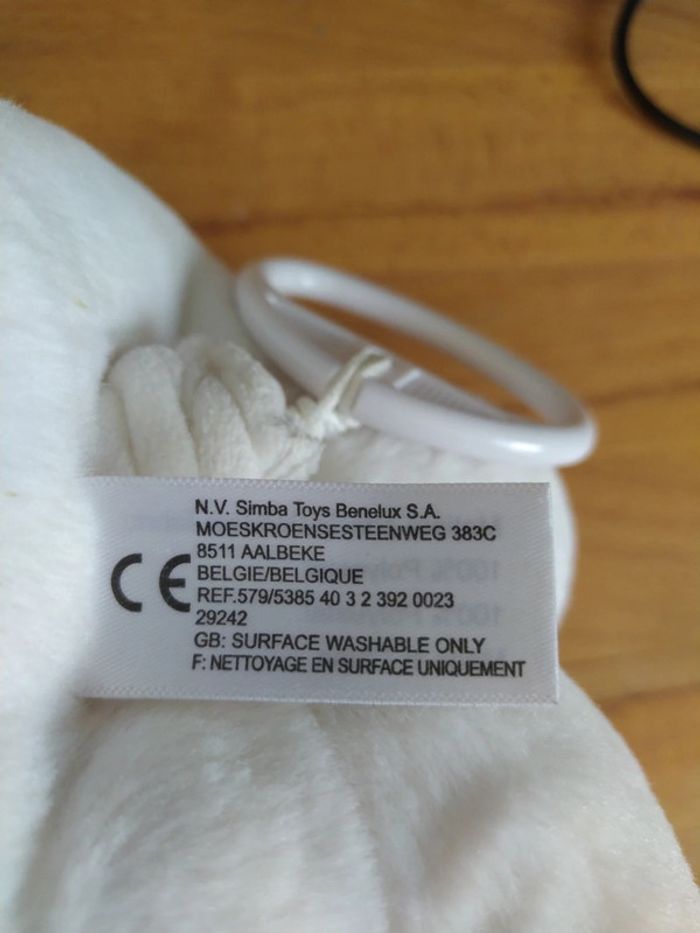 N.V. Simba Toys Benelux S.A.
MOESKROENSESTEENWEG 383C
8511 AALBEKE
CE BELGIE/BELGIQUE
REF.579/5385 40 3 2 392 0023
29242
GB: SURFACE WASHABLE ONLY
F: NETTOYAGE EN SURFACE UNIQUEMENT